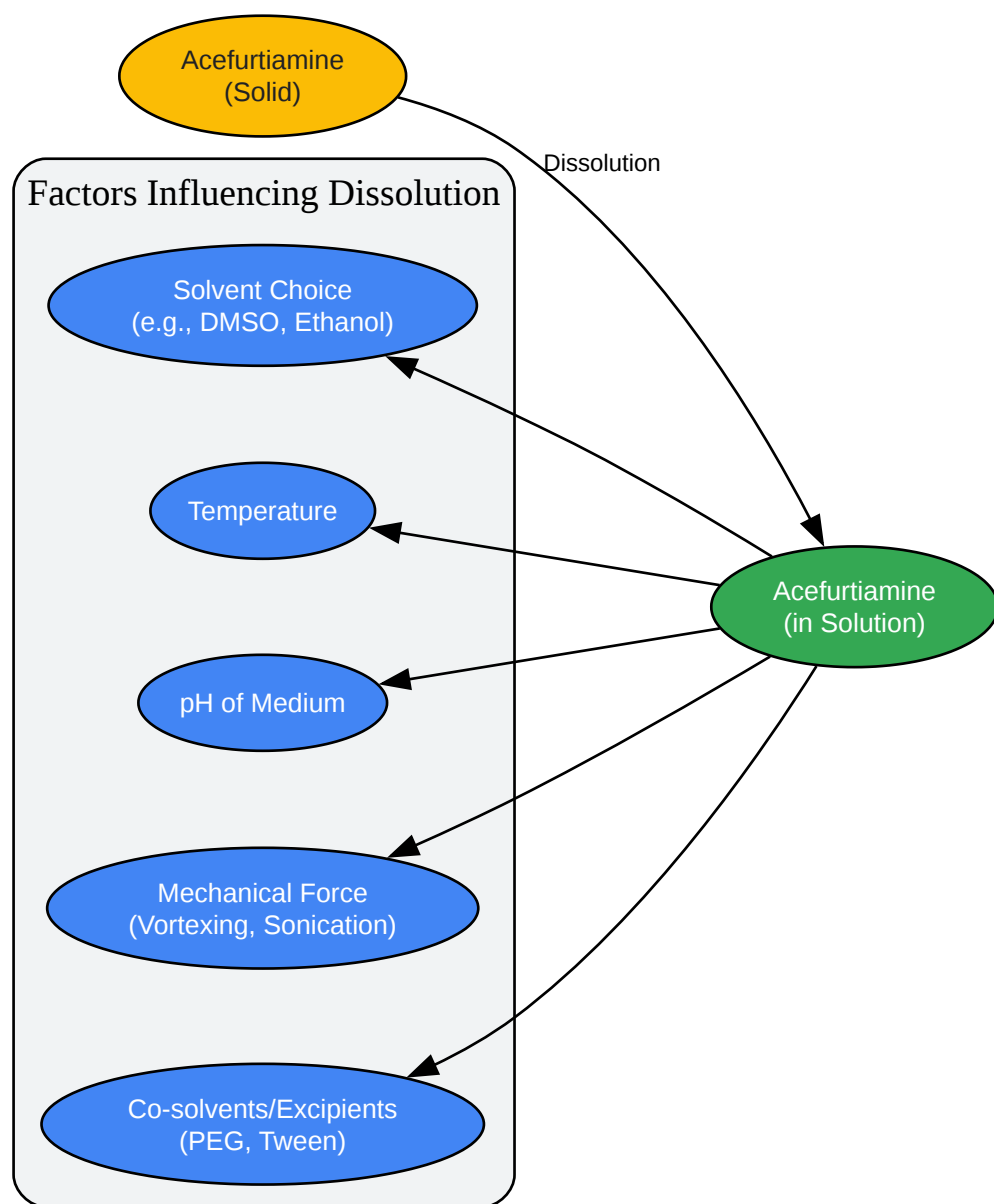 Acefurtiamine
(Solid)
Dissolution
Factors Influencing Dissolution
Solvent Choice
(e.g., DMSO, Ethanol)
Temperature
Acefurtiamine
(in Solution)
pH of Medium
Mechanical Force
(Vortexing, Sonication)
Co-solvents/Excipients
(PEG, Tween)